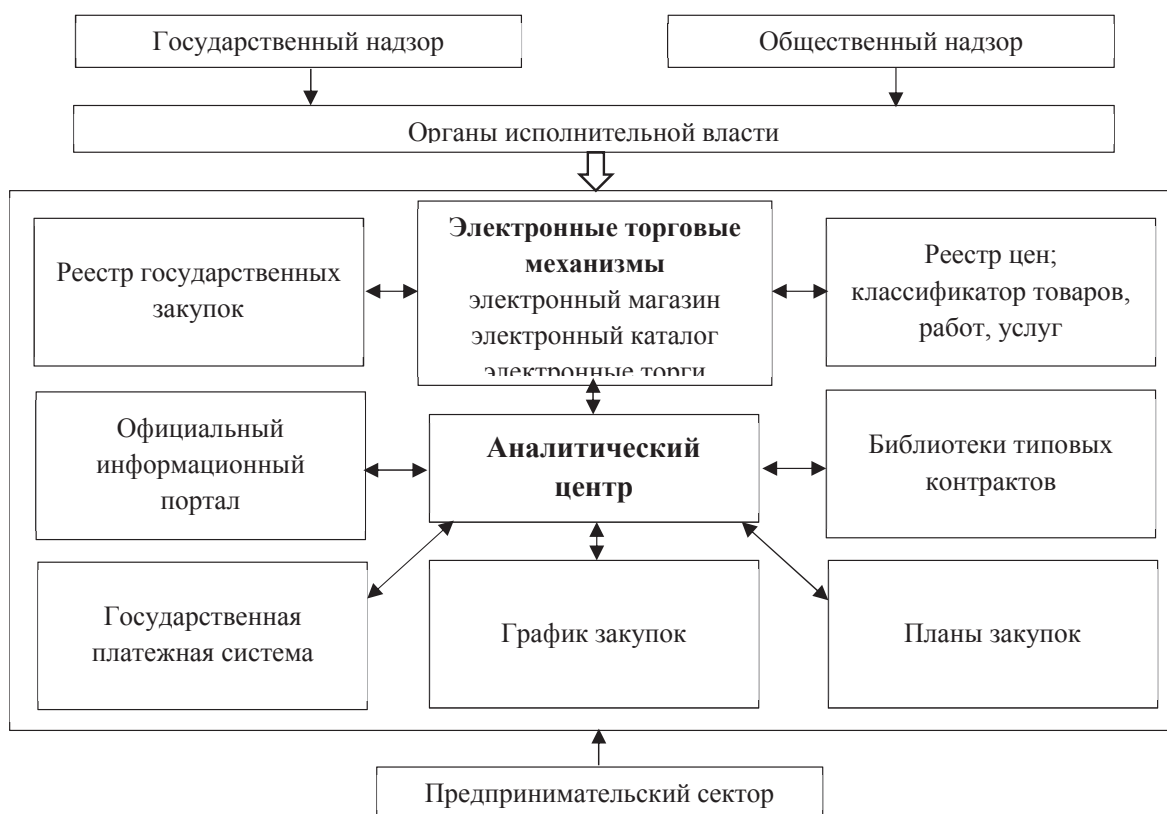 Государственный надзор
Общественный надзор
Органы исполнительной власти
Реестр государственных
закупок
Электронные торговые
механизмы
электронный магазин
электронный каталог
электронные торги
Реестр цен;
классификатор товаров,
работ, услуг
Официальный
информационный
портал
Аналитический
центр
Библиотеки типовых
контрактов
Государственная
платежная система
График закупок
Планы закупок
Предпринимательский сектор